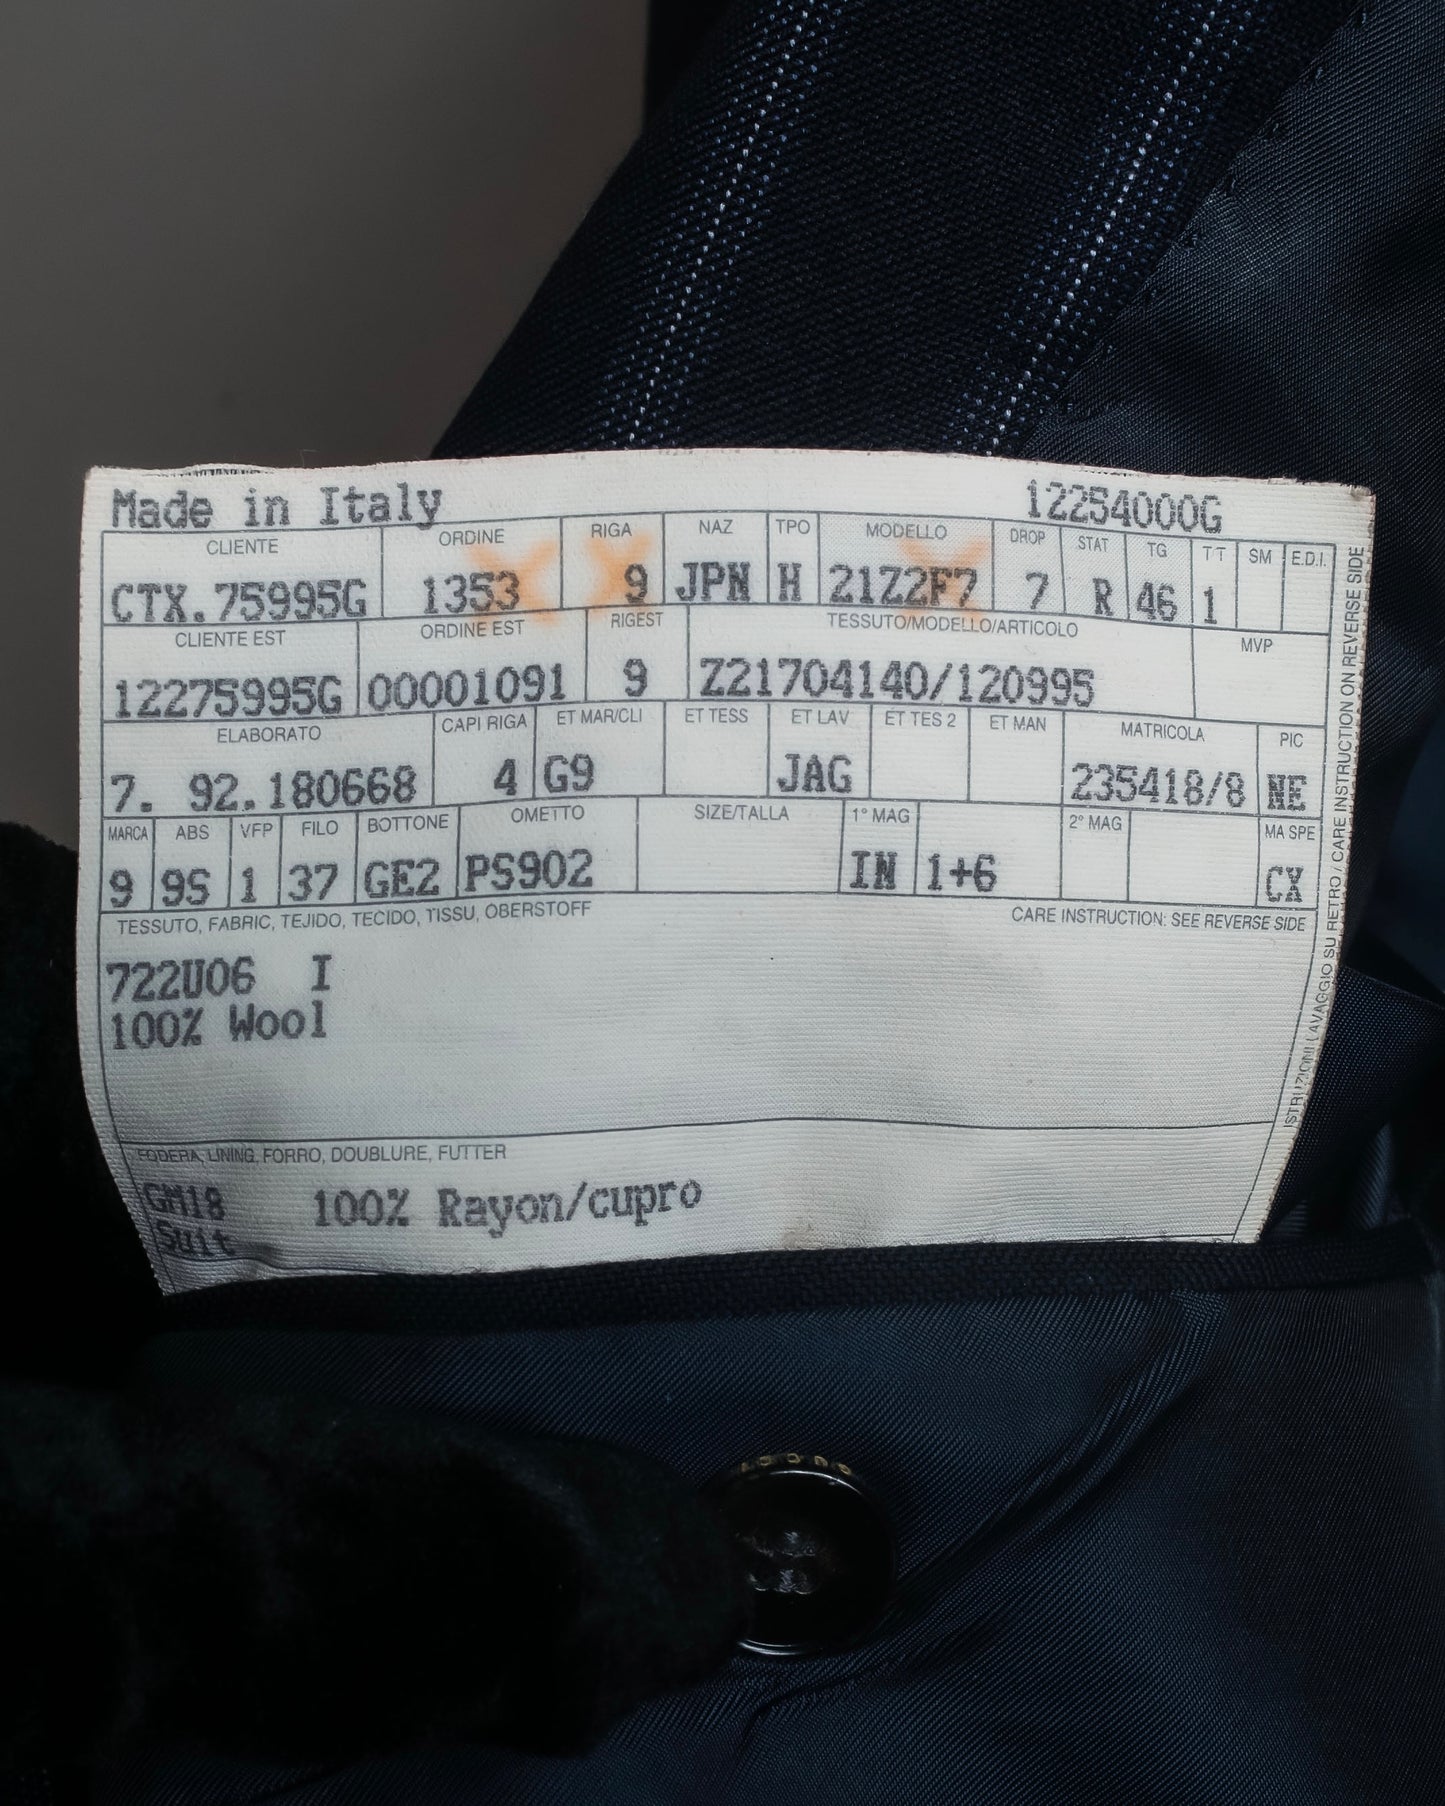 Made in Italy 12254000G
CLIENTE ORDINE RIGA NAZ TPO MODELLO DROP STAT TG TT SM E.D.I.
CTX.75995G 1353 9 JPN H 21Z2F7 7 R 46 1
CLIENTE EST ORDINE EST RIGEST TESSUTO/MODELLO/ARTICOLO MVP
12275995G 00001091 9 Z21704140/120995
ELABORATO CAPI RIGA ET MAR/CLI ET TESS ET LAV ET TES 2 ET MAN MATRICOLA PIC
7. 92.180668 4 G9 JAG 235418/8 NE
MARCA ABS VFP FILO BOTTONE OMETTO SIZE/TALLA 1° MAG 2° MAG MA SPE
9 9S 1 37 GE2 PS902 IN 1+6 CX
TESSUTO, FABRIC, TEJIDO, TECIDO, TISSU, OBERSTOFF CARE INSTRUCTION: SEE REVERSE SIDE
722U06 I
100% Wool
FODERA, LINING, FORRO, DOUBLURE, FUTTER
GM18 100% Rayon/cupro
Suit
ISTRUZIONI LAVAGGIO SU RETRO / CARE INSTRUCTION ON REVERSE SIDE